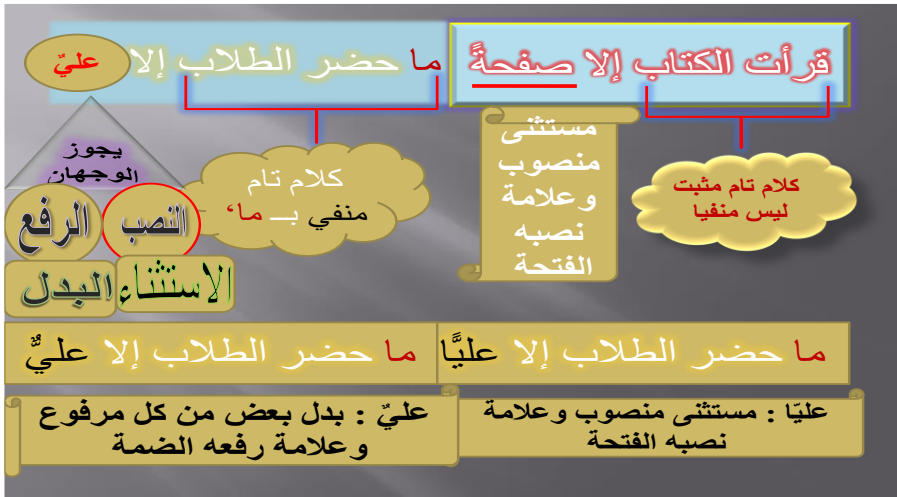 قرأت الكتاب إلا صفحةً
ما حضر الطلاب إلا عليٌ
مستثنى
منصوب
وعلامة
نصبه
الفتحة
كلام تام مثبت
ليس منفيا
كلام تام
منفي بـ ما،
يجوز
الوجهان
النصب
الرفع
الاستثناء
البدل
ما حضر الطلاب إلا عليًّا
ما حضر الطلاب إلا عليٌّ
عليّا : مستثنى منصوب وعلامة
نصبه الفتحة
عليٌ : بدل بعض من كل مرفوع
وعلامة رفعه الضمة